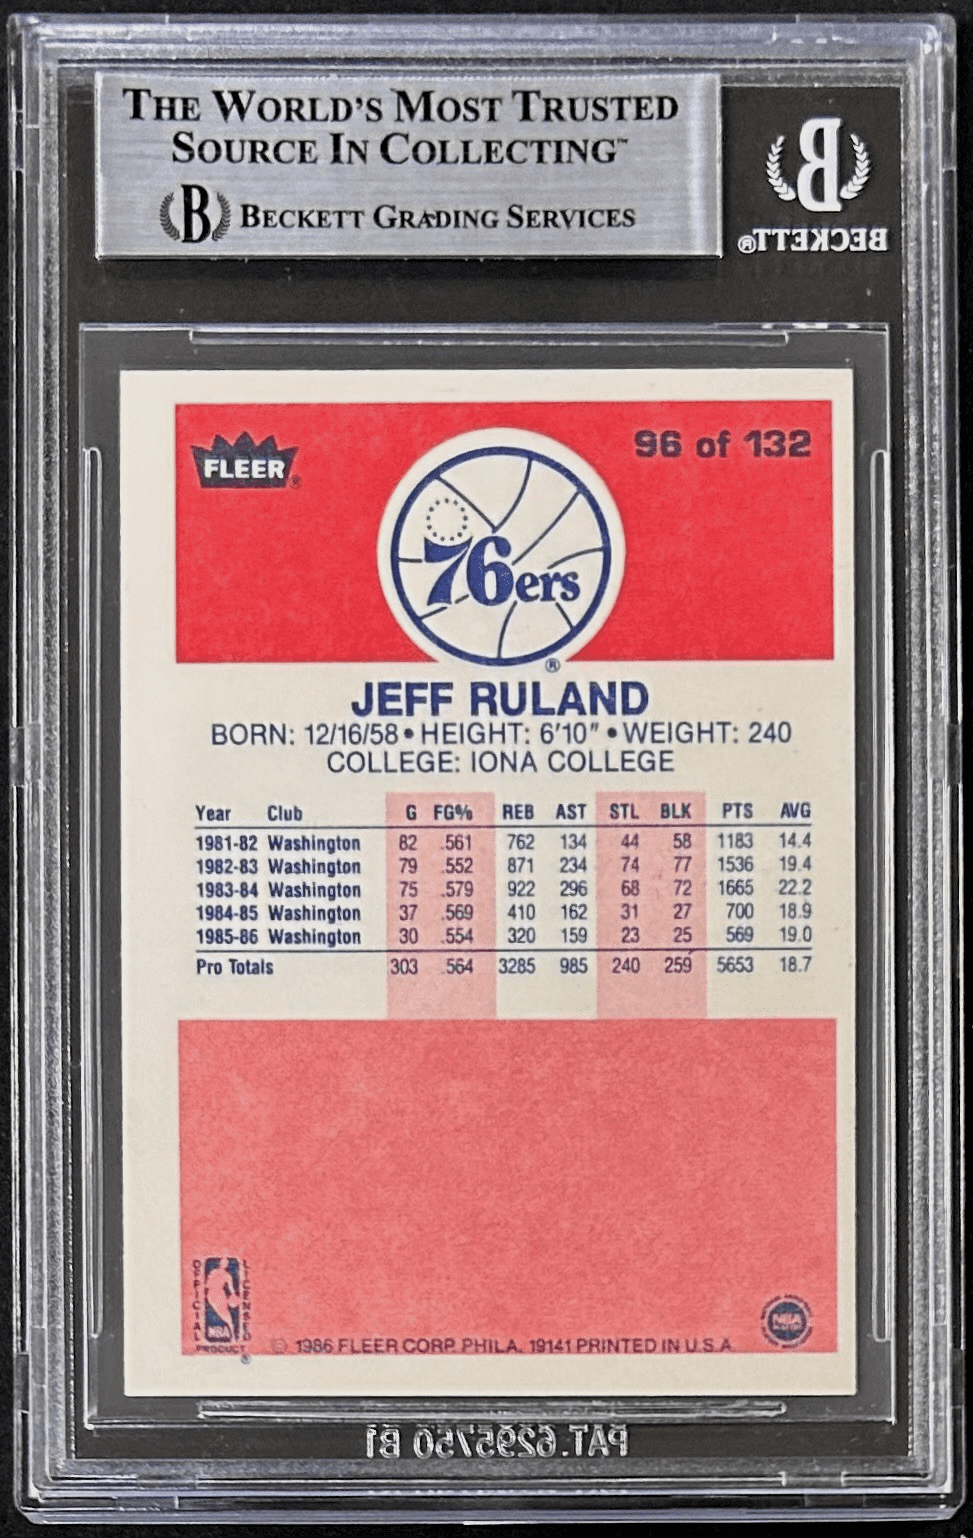 THE WORLD'S MOST TRUSTED
SOURCE IN COLLECTING™
B BECKETT GRADING SERVICES
B
BECKETT®
FLEER®
96 of 132
76ers
®
JEFF RULAND
BORN: 12/16/58 • HEIGHT: 6'10" • WEIGHT: 240
COLLEGE: IONA COLLEGE
Year Club G FG% REB AST STL BLK PTS AVG
1981-82 Washington 82 .561 762 134 44 58 1183 14.4
1982-83 Washington 79 .552 871 234 74 77 1536 19.4
1983-84 Washington 75 .579 922 296 68 72 1665 22.2
1984-85 Washington 37 .569 410 162 31 27 700 18.9
1985-86 Washington 30 .554 320 159 23 25 569 19.0
Pro Totals 303 .564 3285 985 240 259 5653 18.7
OFFICIAL
NBA
LICENSED
PRODUCT
®
© 1986 FLEER CORP. PHILA. 19141 PRINTED IN U.S.A.
NBA
PAT. 6295750 B1